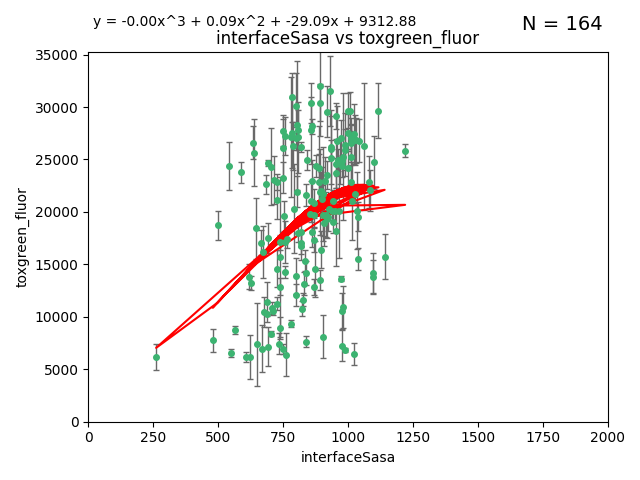 y = -0.00x^3 + 0.09x^2 + -29.09x + 9312.88
N = 164
interfaceSasa vs toxgreen_fluor
35000
30000
25000
20000
15000
10000
5000
0
toxgreen_fluor
0 250 500 750 1000 1250 1500 1750 2000
interfaceSasa